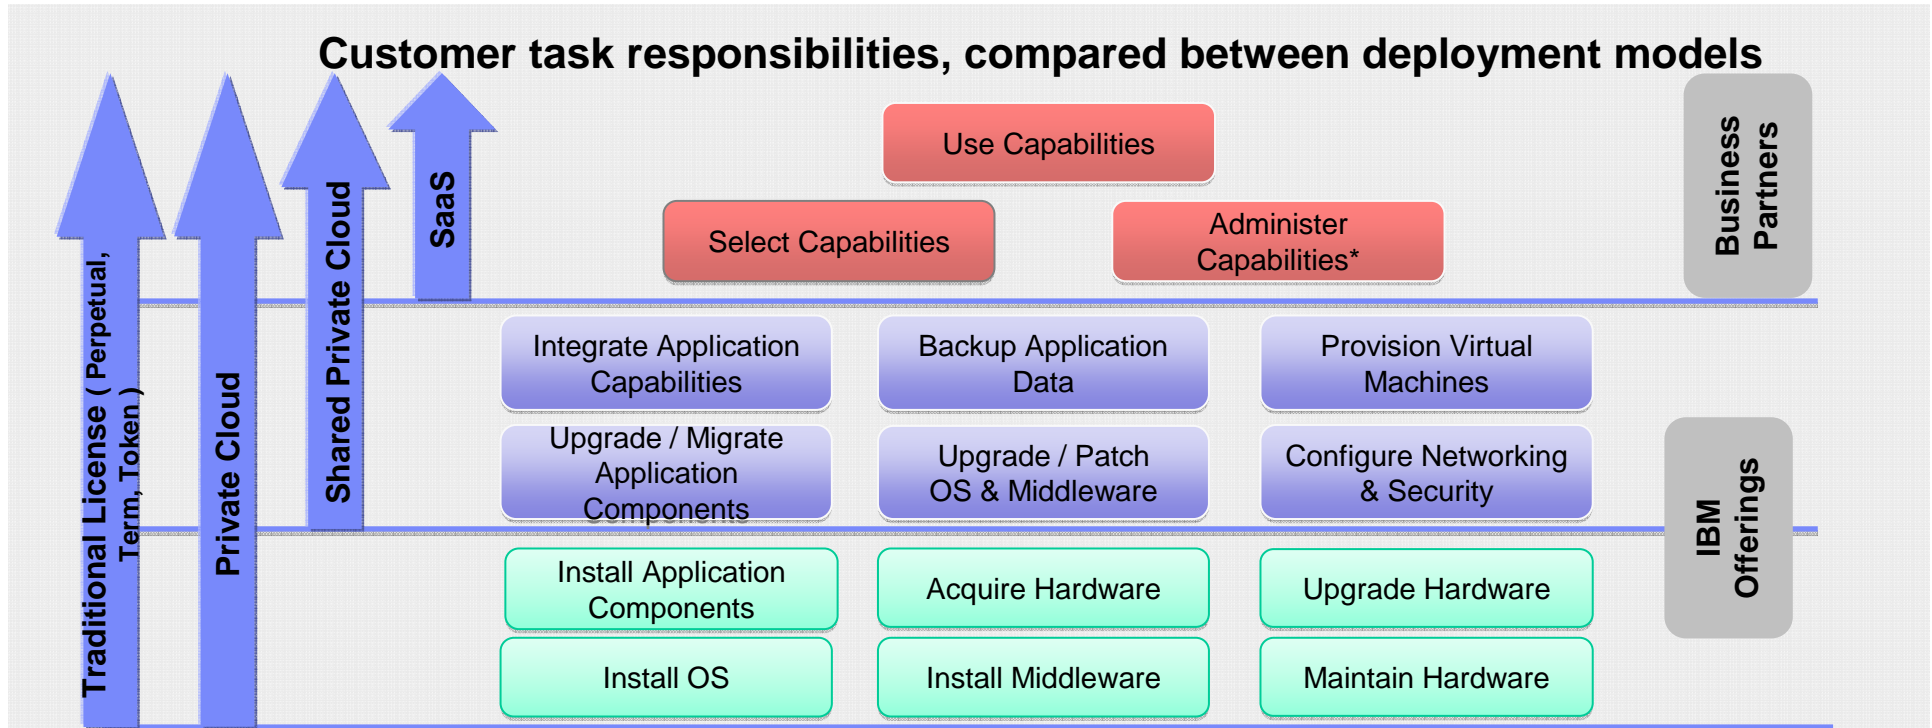 Customer task responsibilities, compared between deployment models
Traditional License ( Perpetual,
Term, Token )
Private Cloud
Shared Private Cloud
SaaS
Use Capabilities
Select Capabilities
Administer
Capabilities*
Business
Partners
Integrate Application
Capabilities
Backup Application
Data
Provision Virtual
Machines
Upgrade / Migrate
Application
Components
Upgrade / Patch
OS & Middleware
Configure Networking
& Security
IBM
Offerings
Install Application
Components
Acquire Hardware
Upgrade Hardware
Install OS
Install Middleware
Maintain Hardware